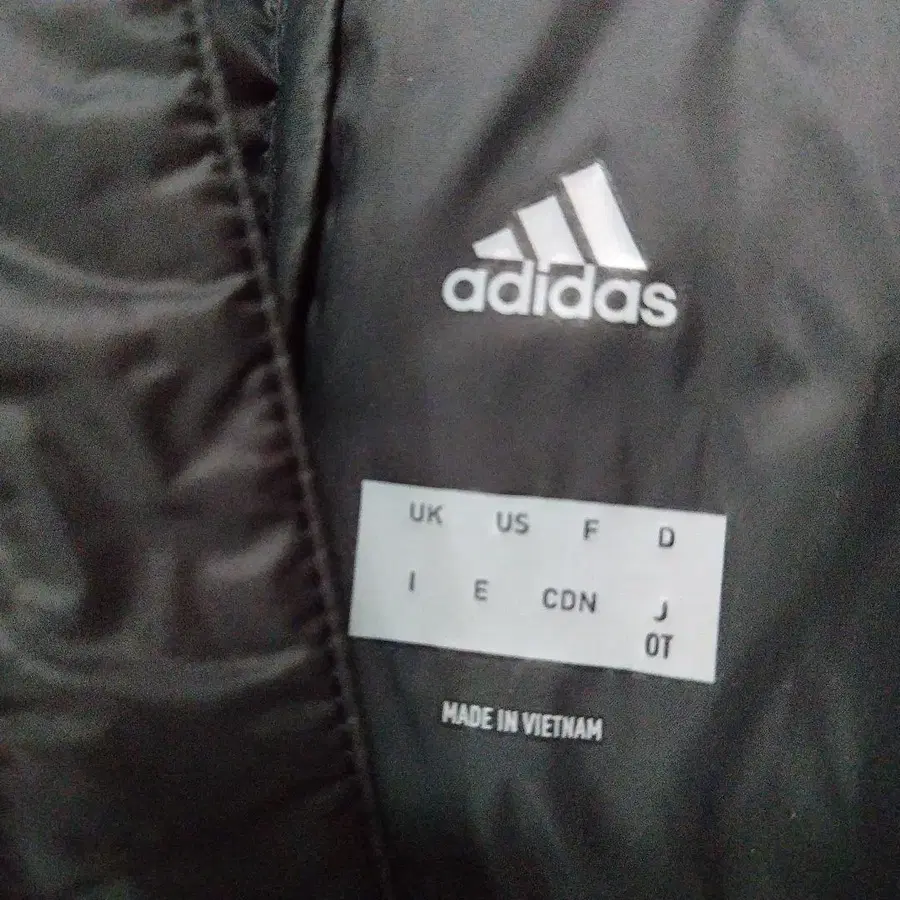 adidas
UK US F D
I E CDN J
OT
MADE IN VIETNAM